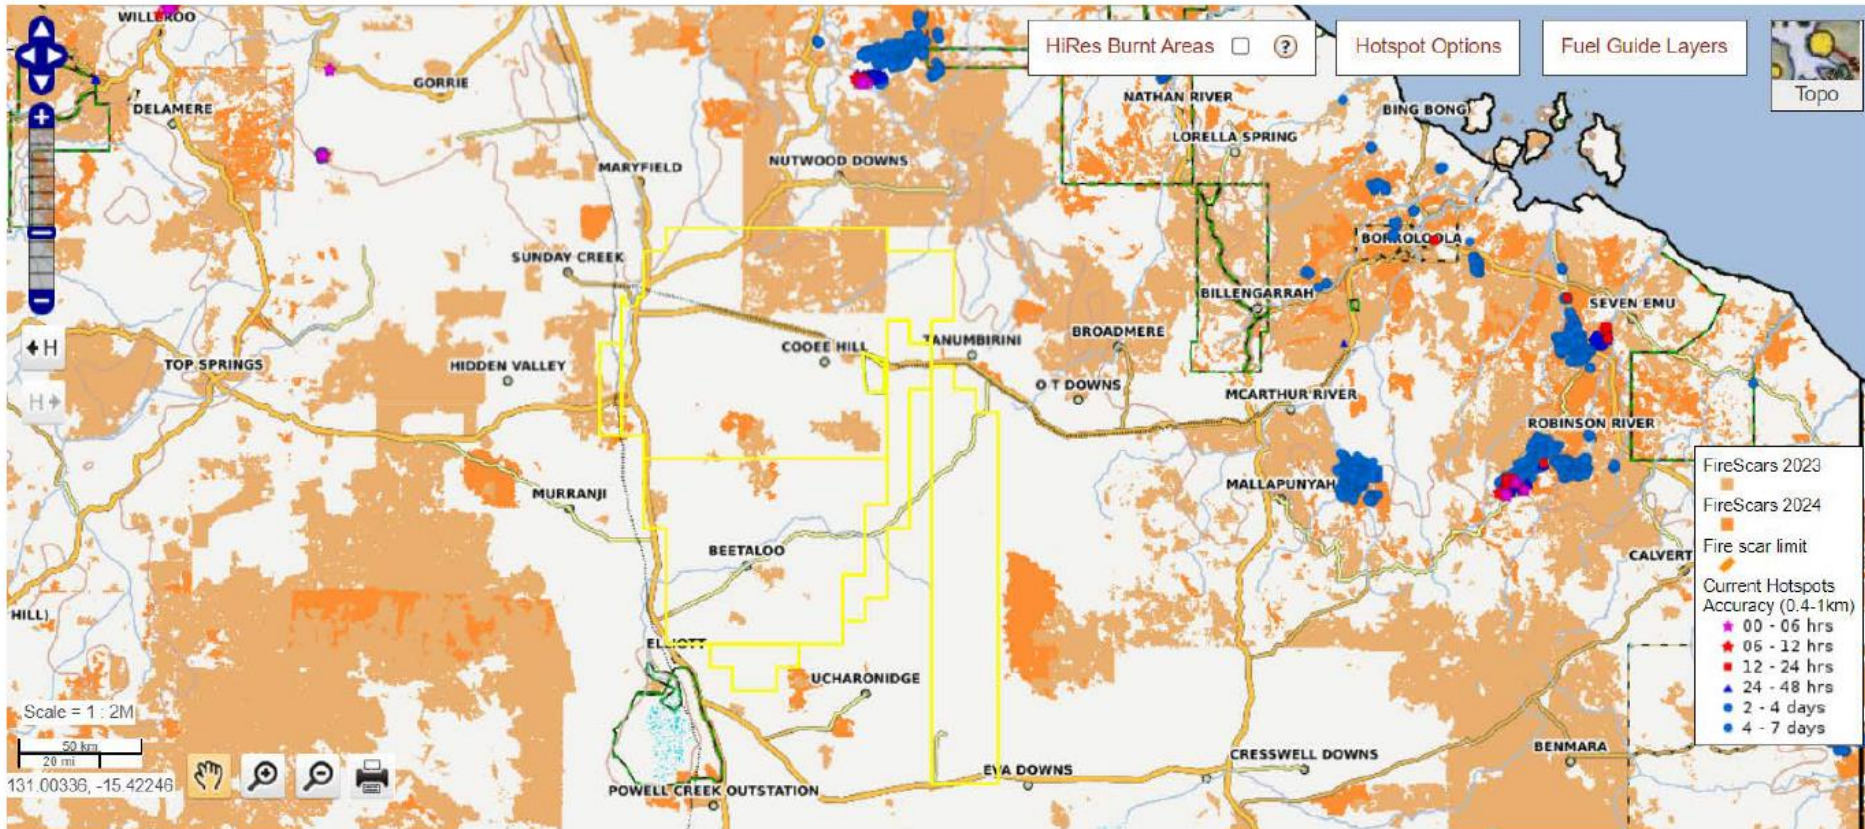 WILLEROO
HiRes Burnt Areas
?
Hotspot Options
Fuel Guide Layers
Topo
GORRIE
DELAMERE
NATHAN RIVER
BING BONG
LORELLA SPRING
MARYFIELD
NUTWOOD DOWNS
BORROLOOLA
SUNDAY CREEK
BILLENGARRAH
SEVEN EMU
H
COOEE HILL
TANUMBIRINI
BROADMERE
TOP SPRINGS
HIDDEN VALLEY
O T DOWNS
MCARTHUR RIVER
H
ROBINSON RIVER
MURRANJI
MALLAPUNYAH
BEETALOO
CALVERT
HILL)
ELLIOTT
UCHARONIDGE
FireScars 2023
FireScars 2024
Fire scar limit
Current Hotspots
Accuracy (0.4-1km)
00 - 06 hrs
06 - 12 hrs
12 - 24 hrs
24 - 48 hrs
2 - 4 days
4 - 7 days
Scale = 1 : 2M
50 km
20 mi
131.00336, -15.42246
EVA DOWNS
CRESSWELL DOWNS
BENMARA
POWELL CREEK OUTSTATION